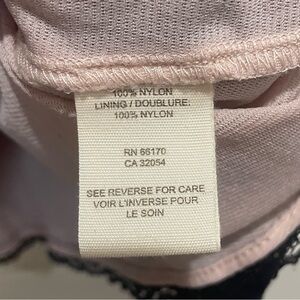 100% NYLON
LINING / DOUBLURE:
100% NYLON
RN 66170
CA 32054
SEE REVERSE FOR CARE
VOIR L'INVERSE POUR
LE SOIN